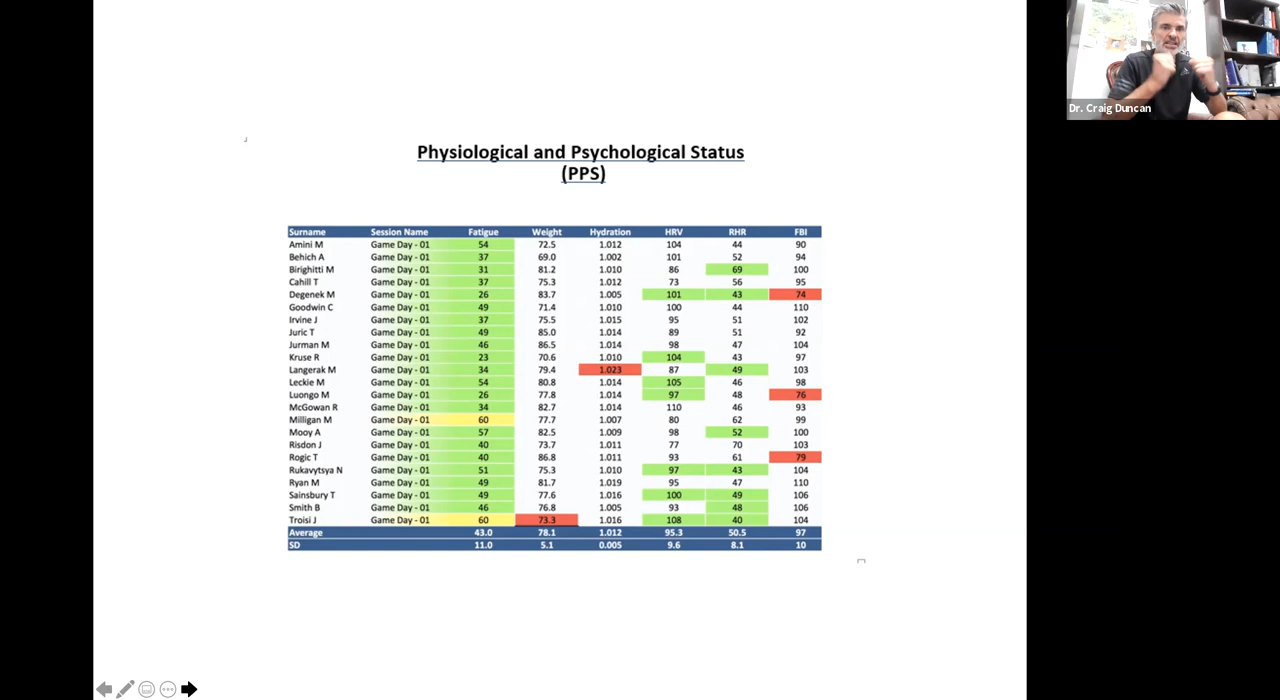 Dr. Craig Duncan
Physiological and Psychological Status
(PPS)
Surname Session Name Fatigue Weight Hydration HRV RHR FBI
Amini M Game Day - 01 54 72.5 1.012 104 44 90
Behich A Game Day - 01 37 69.0 1.002 101 52 94
Birighitti M Game Day - 01 31 81.2 1.010 86 69 100
Cahill T Game Day - 01 37 75.3 1.012 73 56 95
Degenek M Game Day - 01 26 83.7 1.005 101 43 74
Goodwin C Game Day - 01 49 71.4 1.010 100 44 110
Irvine J Game Day - 01 37 75.5 1.015 95 51 102
Juric T Game Day - 01 49 85.0 1.014 89 51 92
Jurman M Game Day - 01 46 86.5 1.014 98 47 104
Kruse R Game Day - 01 23 70.6 1.010 104 43 97
Langerak M Game Day - 01 34 79.4 1.023 87 49 103
Leckie M Game Day - 01 54 80.8 1.014 105 46 98
Luongo M Game Day - 01 26 77.8 1.014 97 48 76
McGowan R Game Day - 01 34 82.7 1.014 110 46 93
Milligan M Game Day - 01 60 77.7 1.007 80 62 99
Mooy A Game Day - 01 57 82.5 1.009 98 52 100
Risdon J Game Day - 01 40 73.7 1.011 77 70 103
Rogic T Game Day - 01 40 86.8 1.011 93 61 79
Rukavytsya N Game Day - 01 51 75.3 1.010 97 43 104
Ryan M Game Day - 01 49 81.7 1.019 95 47 110
Sainsbury T Game Day - 01 49 77.6 1.016 100 49 106
Smith B Game Day - 01 46 76.8 1.005 93 48 106
Troisi J Game Day - 01 60 73.3 1.016 108 40 104
Average 43.0 78.1 1.012 95.3 50.5 97
SD 11.0 5.1 0.005 9.6 8.1 10